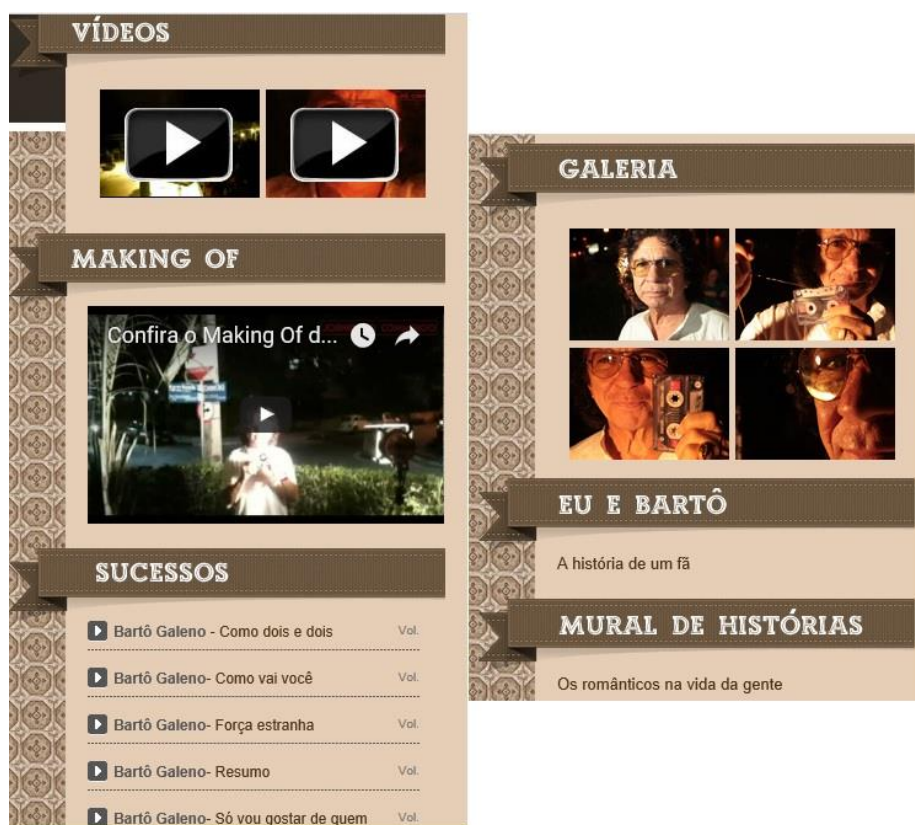 VÍDEOS
MAKING OF
Confira o Making Of d...
SUCESSOS
Bartô Galeno - Como dois e dois Vol.
Bartô Galeno- Como vai você Vol.
Bartô Galeno- Força estranha Vol.
Bartô Galeno- Resumo Vol.
Bartô Galeno- Só vou gostar de quem Vol.
GALERIA
EU E BARTÔ
A história de um fã
MURAL DE HISTÓRIAS
Os românticos na vida da gente